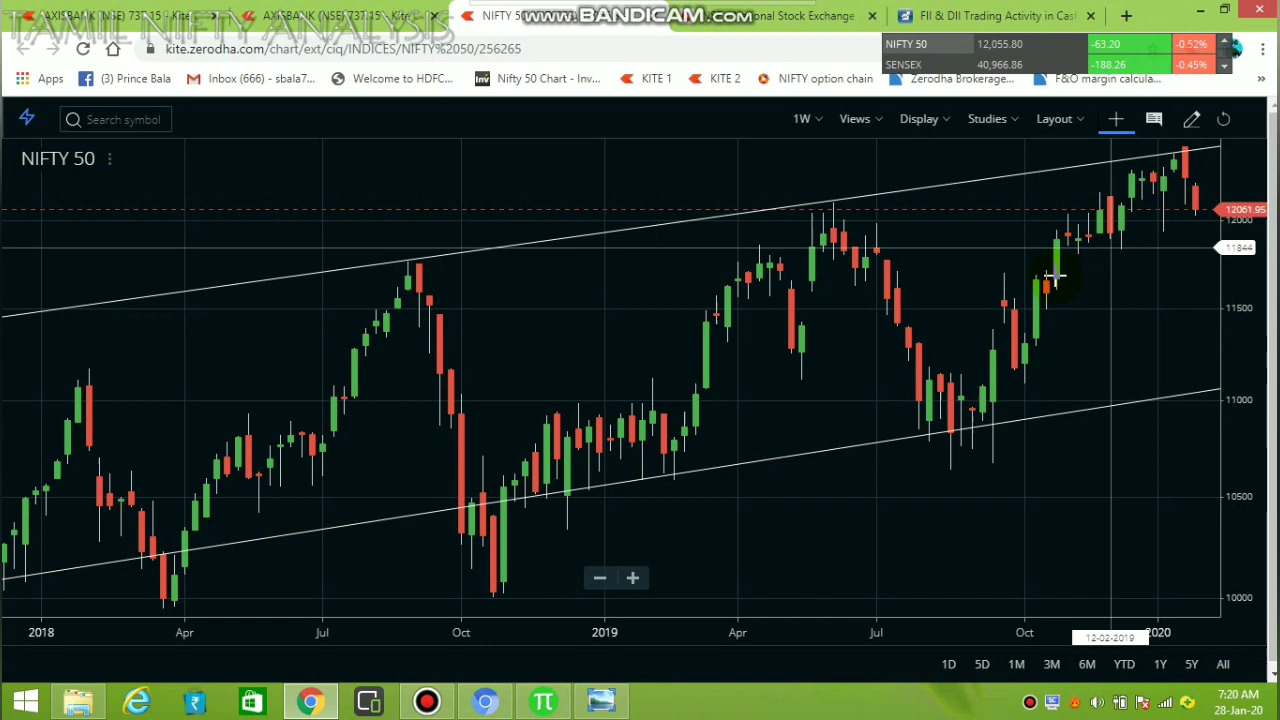 TAMIL NIFTY ANALYSIS
www.BANDICAM.com
AXISBANK (NSE) 737.15 - Kite
AXISBANK (NSE) 737.15 - Kite
NIFTY 50
onal Stock Exchange
FII & DII Trading Activity in Cas
kite.zerodha.com/chart/ext/ciq/INDICES/NIFTY%2050/256265
NIFTY 50 12,055.80 -63.20 -0.52%
SENSEX 40,966.86 -188.26 -0.45%
Apps
(3) Prince Bala
Inbox (666) - sbala7...
Welcome to HDFC...
Nifty 50 Chart - Inv...
KITE 1
KITE 2
NIFTY option chain
Zerodha Brokerage...
F&O margin calcula...
Search symbol
1W Views Display Studies Layout
NIFTY 50
12061.95
12000
11844
11500
11000
10500
10000
2018 Apr Jul Oct 2019 Apr Jul Oct 12-02-2019 2020
1D 5D 1M 3M 6M YTD 1Y 5Y All
7:20 AM
28-Jan-20